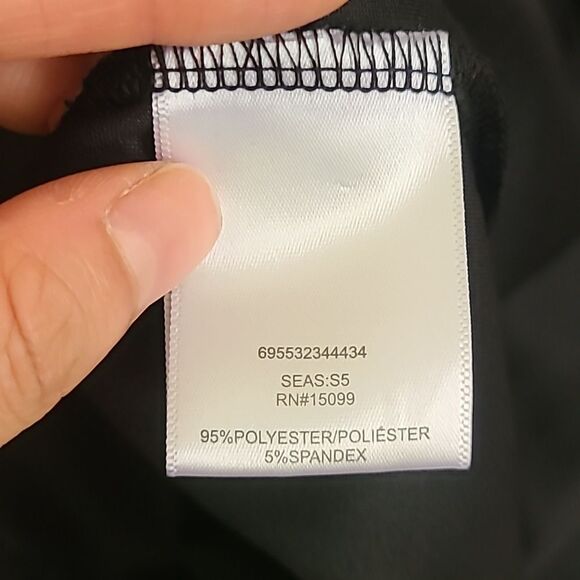 695532344434
SEAS:S5
RN#15099
95%POLYESTER/POLIÉSTER
5%SPANDEX